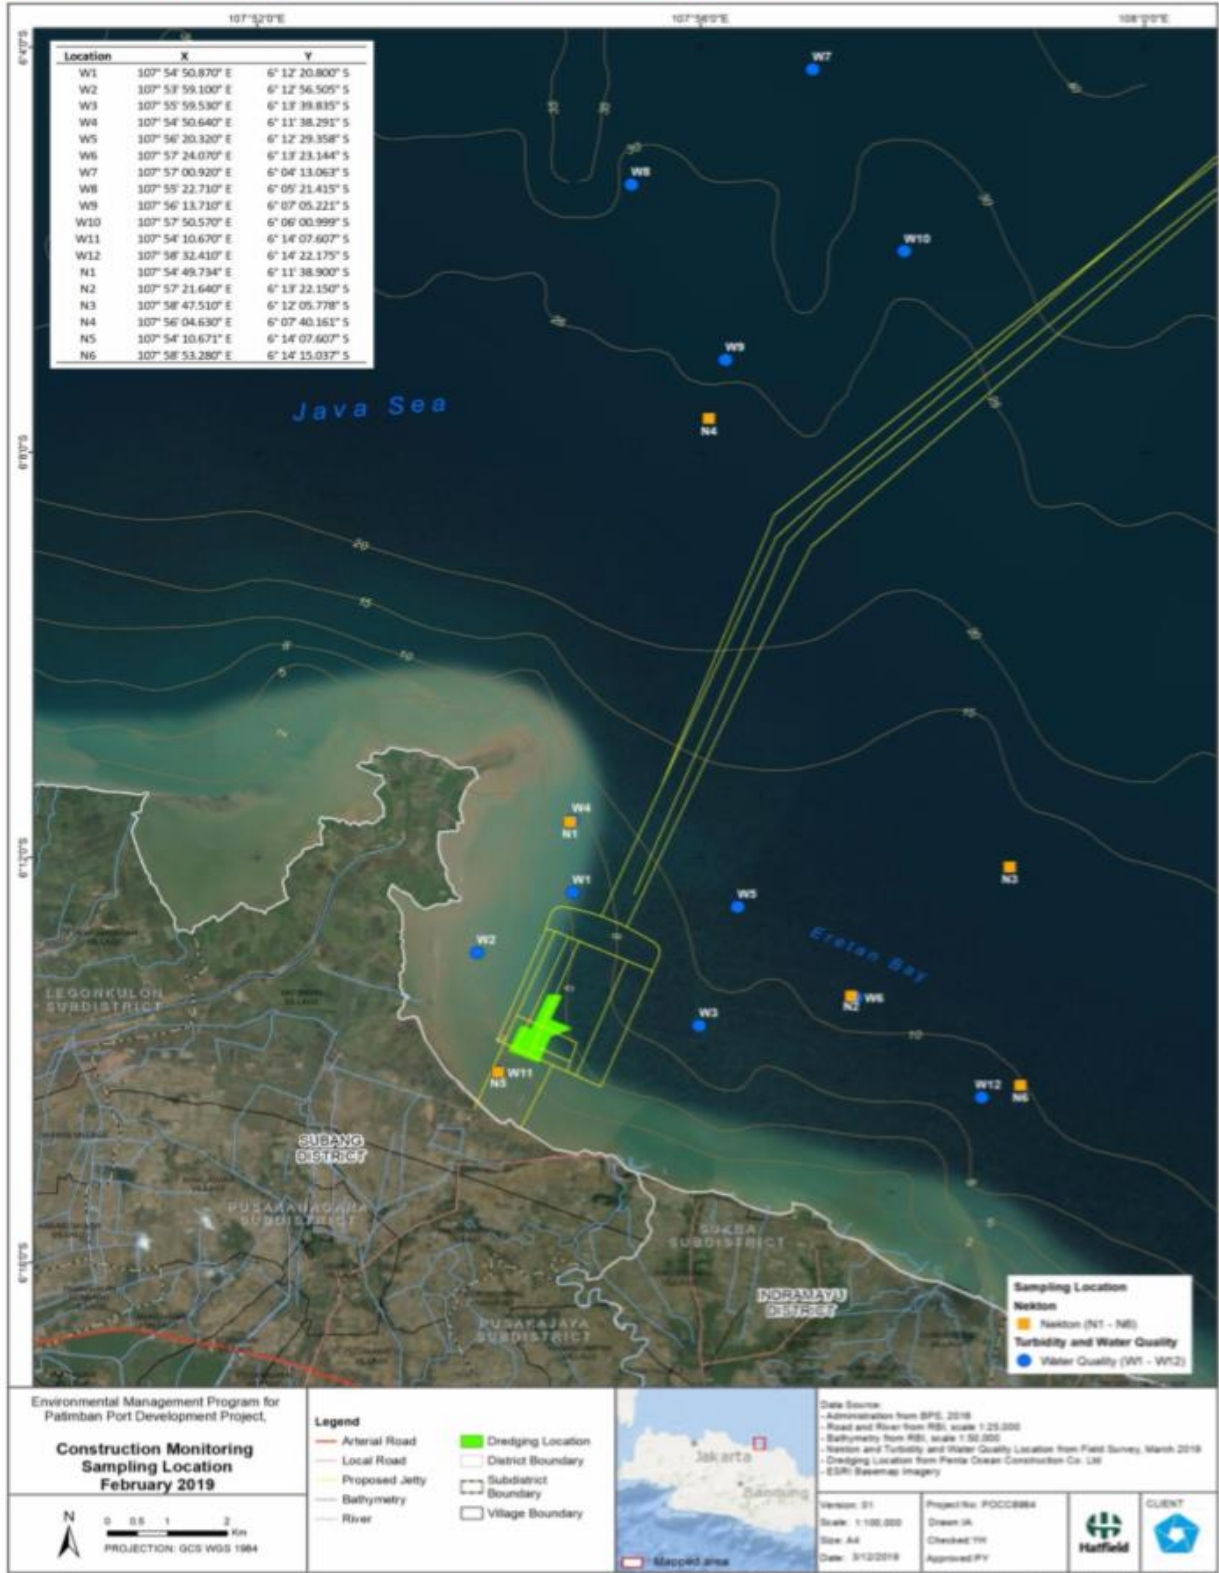 107°52'0"E 107°56'0"E 108°0'0"E
6°4'0"S
Location X Y
W1 107° 54' 50.870" E 6° 12' 20.800" S
W2 107° 53' 59.100" E 6° 12' 56.505" S
W3 107° 55' 59.530" E 6° 13' 39.835" S
W4 107° 54' 50.640" E 6° 11' 38.291" S
W5 107° 56' 20.320" E 6° 12' 29.358" S
W6 107° 57' 24.070" E 6° 13' 23.144" S
W7 107° 57' 00.920" E 6° 04' 13.063" S
W8 107° 55' 22.710" E 6° 05' 21.415" S
W9 107° 56' 13.710" E 6° 07' 05.221" S
W10 107° 57' 50.570" E 6° 06' 00.999" S
W11 107° 54' 10.670" E 6° 14' 07.607" S
W12 107° 58' 32.410" E 6° 14' 22.175" S
N1 107° 54' 49.734" E 6° 11' 38.900" S
N2 107° 57' 21.640" E 6° 13' 22.150" S
N3 107° 58' 47.510" E 6° 12' 05.778" S
N4 107° 56' 04.630" E 6° 07' 40.161" S
N5 107° 54' 10.671" E 6° 14' 07.607" S
N6 107° 58' 53.280" E 6° 14' 15.037" S
W7
W8
30
W10
30
W9
25
Java Sea
N4
6°8'0"S
20
15
8
10
5
20
15
W4
N1
6°12'0"S
W1
N3
W5
W2
Eretan Bay
8
5
N2 W6
W3
10
N5 W11
W12
N6
LEGONKULON
SUBDISTRICT
SUBANG
DISTRICT
PUSAKANAGARA
SUBDISTRICT
SUKRA
SUBDISTRICT
8
5
2
6°16'0"S
INDRAMAYU
DISTRICT
PUSAKAJAYA
SUBDISTRICT
Sampling Location
Nekton
Nekton (N1 - N6)
Turbidity and Water Quality
Water Quality (W1 - W12)
Environmental Management Program for
Patimban Port Development Project,
Construction Monitoring
Sampling Location
February 2019
N
0 0.5 1 2
Km
PROJECTION: GCS WGS 1984
Legend
Arterial Road
Local Road
Proposed Jetty
Bathymetry
River
Dredging Location
District Boundary
Subdistrict
Boundary
Village Boundary
Jakarta
Bandung
Mapped area
Data Source:
- Administration from BPS, 2018
- Road and River from RBI, scale 1:25,000
- Bathymetry from RBI, scale 1:50,000
- Nekton and Turbidity and Water Quality Location from Field Survey, March 2019
- Dredging Location from Penta Ocean Construction Co. Ltd
- ESRI Basemap Imagery
Version: 01
Scale: 1:100,000
Size: A4
Date: 3/12/2019
Project No: POCC8864
Drawn: IA
Checked: YH
Approved: PY
Hatfield
CLIENT